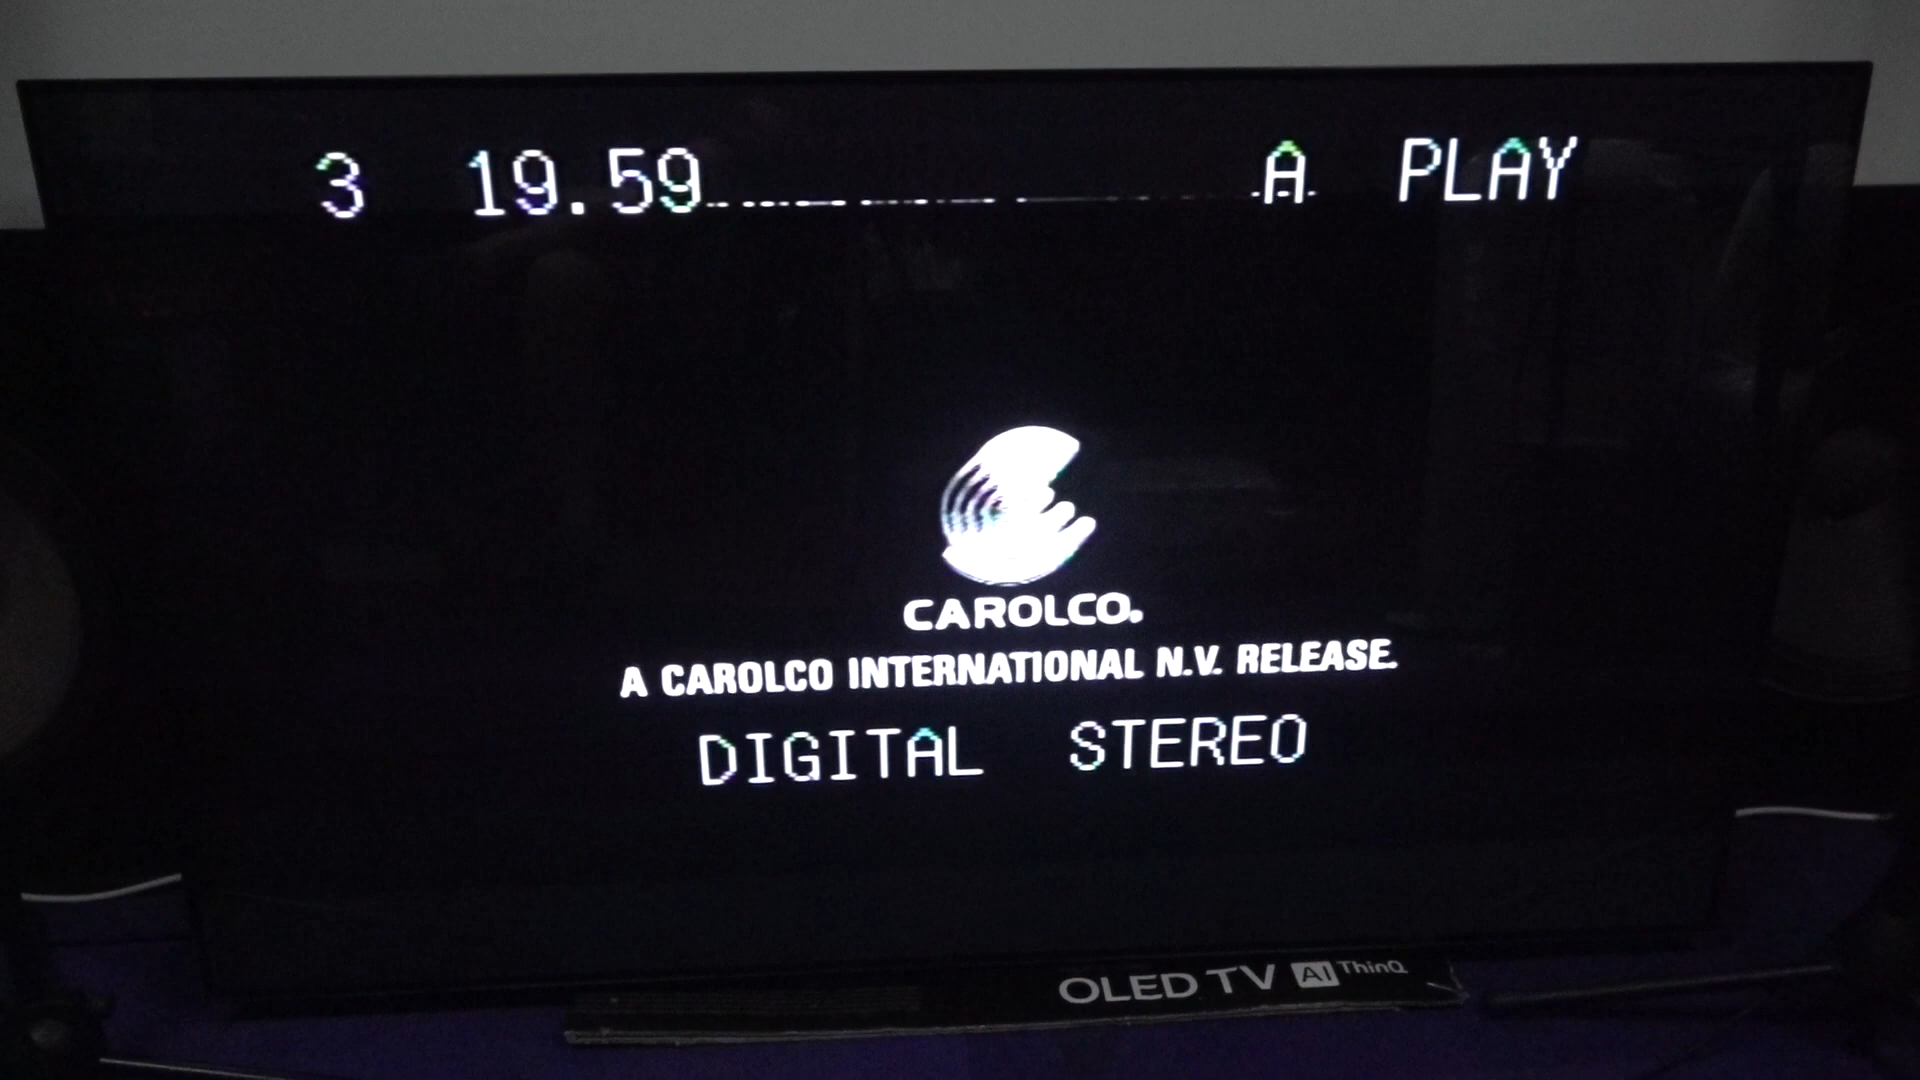 3 19.59 A PLAY
CAROLCO.
A CAROLCO INTERNATIONAL N.V. RELEASE.
DIGITAL STEREO
OLED TV AI ThinQ